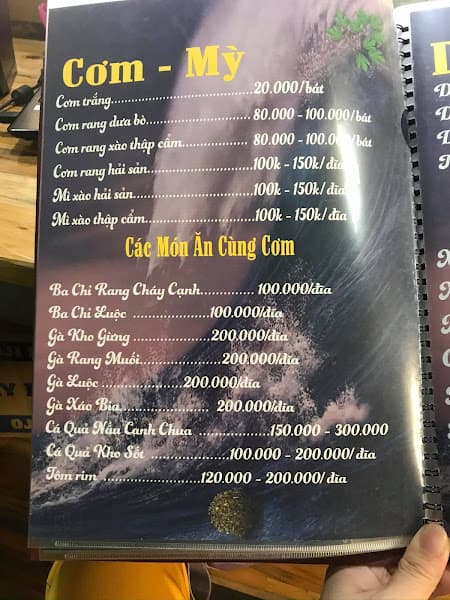 Cơm - Mỳ
Cơm trắng....................................20.000/bát
Cơm rang dưa bò.......................... 80.000 - 100.000/bát
Cơm rang xào thập cẩm................ 80.000 - 100.000/bát
Cơm rang hải sản..........................100k - 150k/đĩa
Mì xào hải sản..............................100k - 150k/đĩa
Mì xào thập cẩm...........................100k - 150k/đĩa
Các Món Ăn Cùng Cơm
Ba Chỉ Rang Cháy Cạnh............. 100.000/đĩa
Ba Chỉ Luộc ...................100.000/đĩa
Gà Kho Gừng ....................200.000/đĩa
Gà Rang Muối.....................200.000/đĩa
Gà Luộc ....................200.000/đĩa
Gà Xáo Bia...................... 200.000/đĩa
Cá Quả Nấu Canh Chua ..................150.000 - 300.000
Cá Quả Kho Sốt .....................100.000 - 200.000/đĩa
Tôm rim ..........................120.000 - 200.000/đĩa